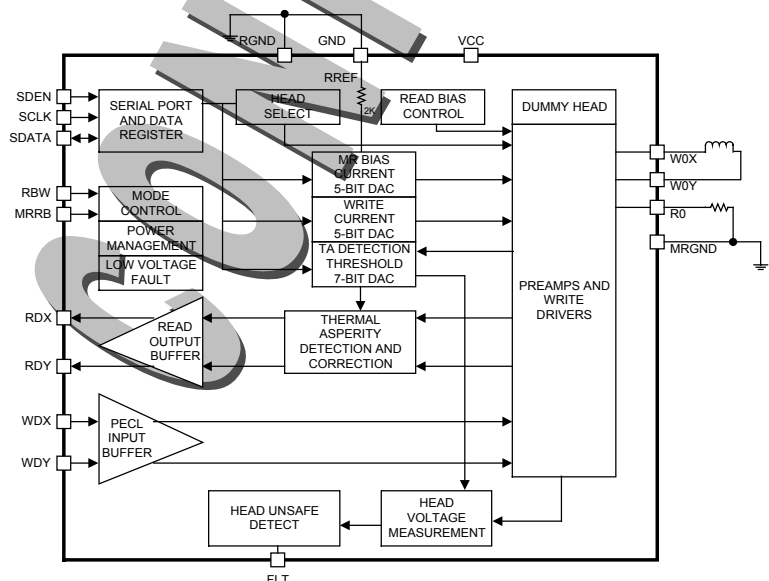 RGND GND VCC
RREF
2K
SDEN
SCLK
SDATA
SERIAL PORT
AND DATA
REGISTER
HEAD
SELECT
READ BIAS
CONTROL
DUMMY HEAD
W0X
W0Y
R0
MRGND
MR BIAS
CURRENT
5-BIT DAC
WRITE
CURRENT
5-BIT DAC
TA DETECTION
THRESHOLD
7-BIT DAC
RBW
MRRB
MODE
CONTROL
POWER
MANAGEMENT
LOW VOLTAGE
FAULT
PREAMPS AND
WRITE
DRIVERS
RDX
RDY
READ
OUTPUT
BUFFER
THERMAL
ASPERITY
DETECTION AND
CORRECTION
WDX
WDY
PECL
INPUT
BUFFER
HEAD UNSAFE
DETECT
HEAD
VOLTAGE
MEASUREMENT
FLT
CON